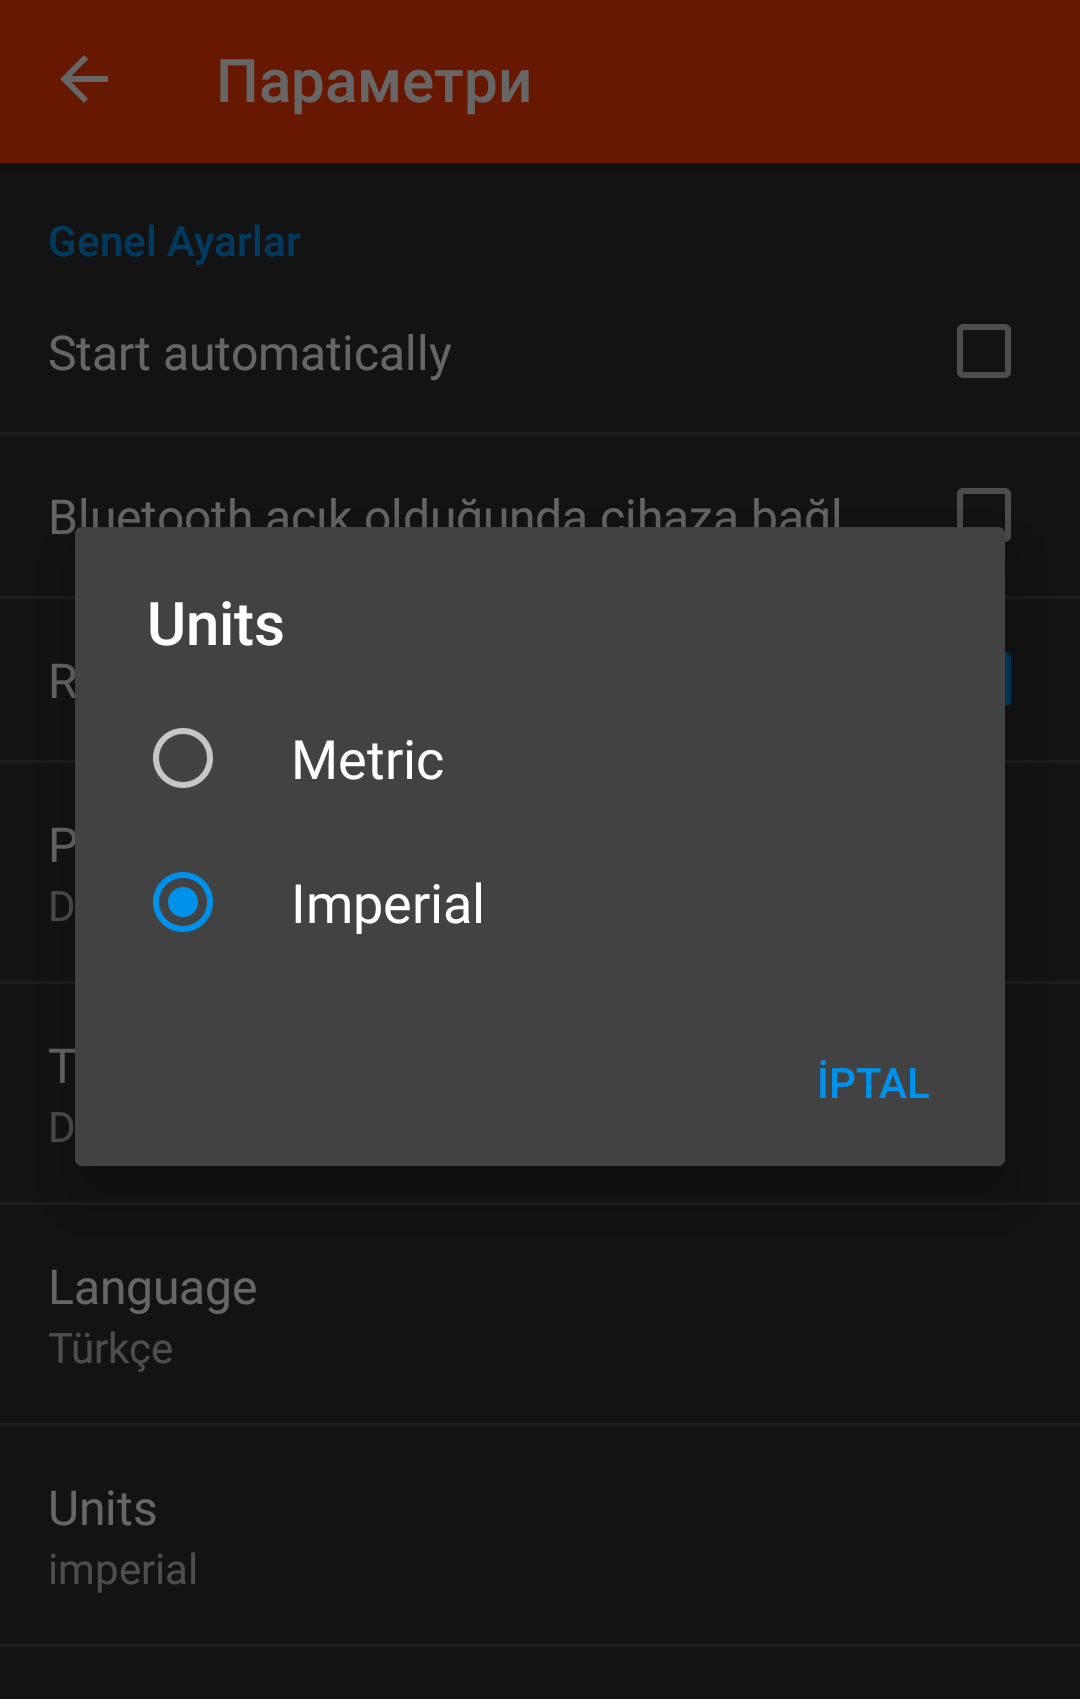 Параметри
Genel Ayarlar
Start automatically
Bluetooth açık olduğunda cihaza bağl
Units
Metric
Imperial
İPTAL
Language
Türkçe
Units
imperial